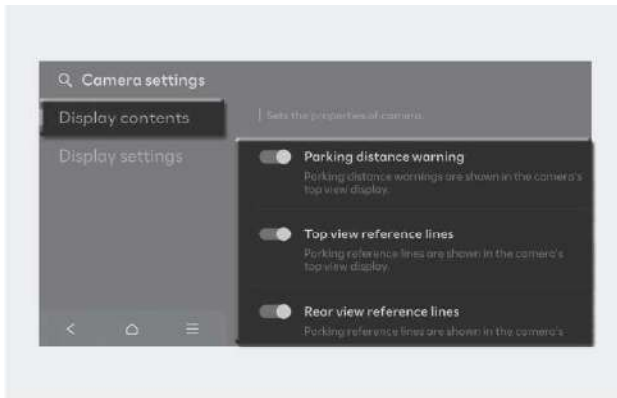 Camera settings
Display contents
Display settings
Sets the properties of camera.
Parking distance warning
Parking distance warnings are shown in the camera's
top view display.
Top view reference lines
Parking reference lines are shown in the camera's
top view display.
Rear view reference lines
Parking reference lines are shown in the camera's